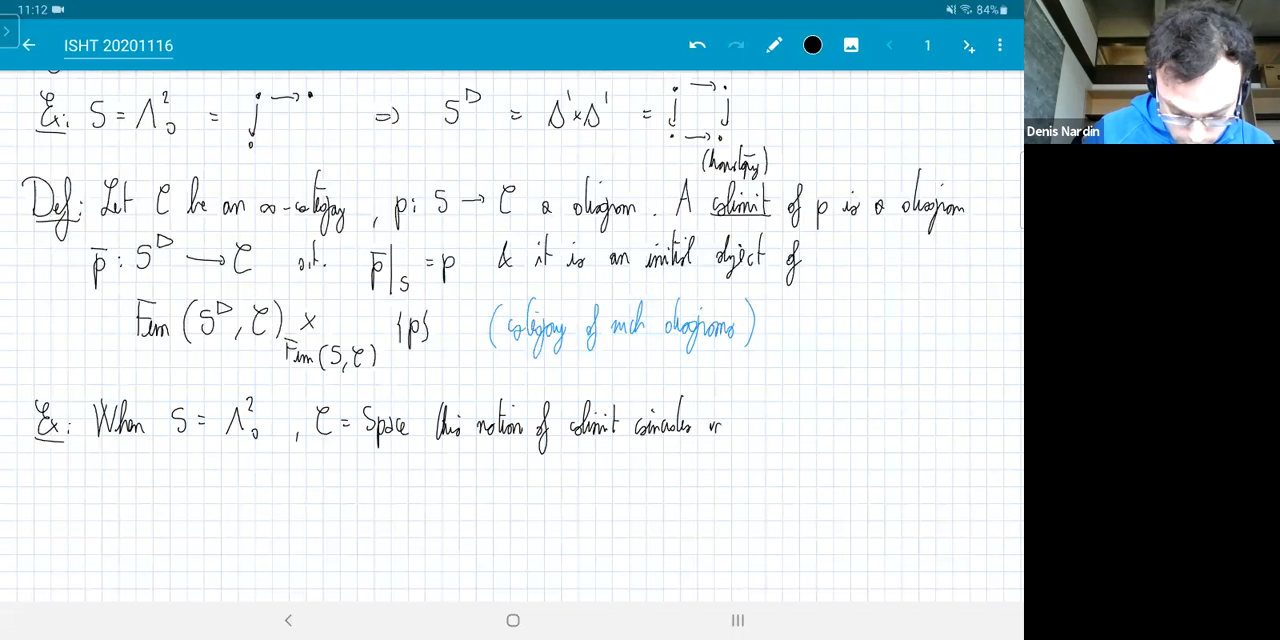 11:12
84%
ISHT 20201116
1
Ex: S = Λ²₀ = ⇒ S^▷ = Δ¹×Δ¹ =
(homotopy)
Def: Let C be an ∞-category, p: S → C a diagram. A colimit of p is a diagram
p̄: S^▷ → C s.t. p̄|_S = p & it is an initial object of
Fun(S^▷, C) ×_Fun(S, C) {p} (category of such diagrams)
Ex: When S = Λ²₀, C = Space this notion of colimit coincides
Denis Nardin